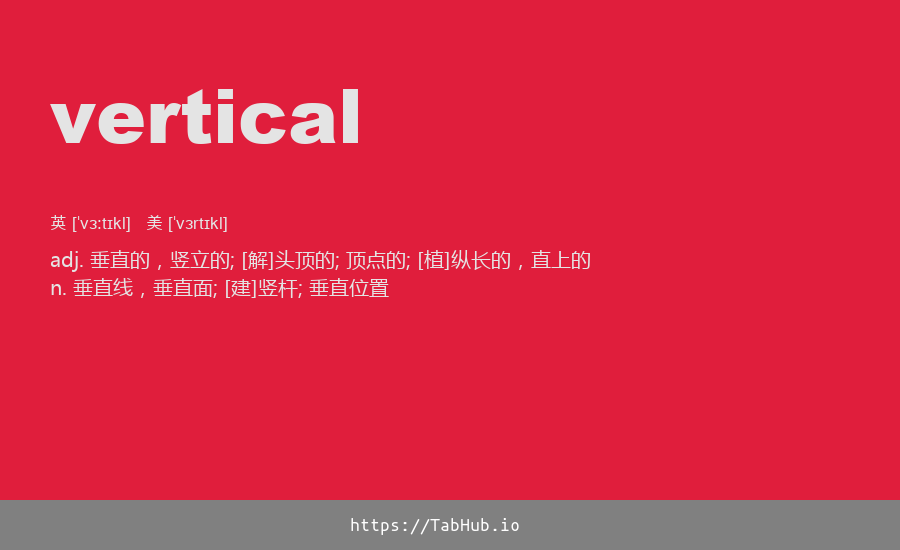 vertical
英 [ˈvɜːtɪkl] 美 [ˈvɜrtɪkl]
adj. 垂直的，竖立的; [解]头顶的; 顶点的; [植]纵长的，直上的
n. 垂直线，垂直面; [建]竖杆; 垂直位置
https://TabHub.io